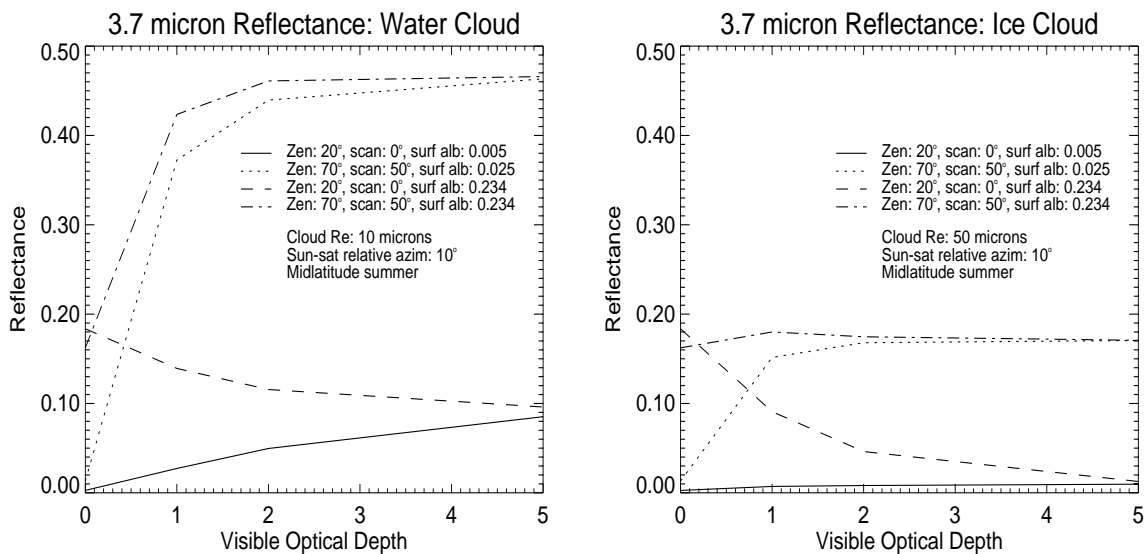 3.7 micron Reflectance: Water Cloud
0.50
0.40
0.30
0.20
0.10
0.00
Reflectance
Zen: 20°, scan: 0°, surf alb: 0.005
Zen: 70°, scan: 50°, surf alb: 0.025
Zen: 20°, scan: 0°, surf alb: 0.234
Zen: 70°, scan: 50°, surf alb: 0.234
Cloud Re: 10 microns
Sun-sat relative azim: 10°
Midlatitude summer
0 1 2 3 4 5
Visible Optical Depth
3.7 micron Reflectance: Ice Cloud
0.50
0.40
0.30
0.20
0.10
0.00
Reflectance
Zen: 20°, scan: 0°, surf alb: 0.005
Zen: 70°, scan: 50°, surf alb: 0.025
Zen: 20°, scan: 0°, surf alb: 0.234
Zen: 70°, scan: 50°, surf alb: 0.234
Cloud Re: 50 microns
Sun-sat relative azim: 10°
Midlatitude summer
0 1 2 3 4 5
Visible Optical Depth